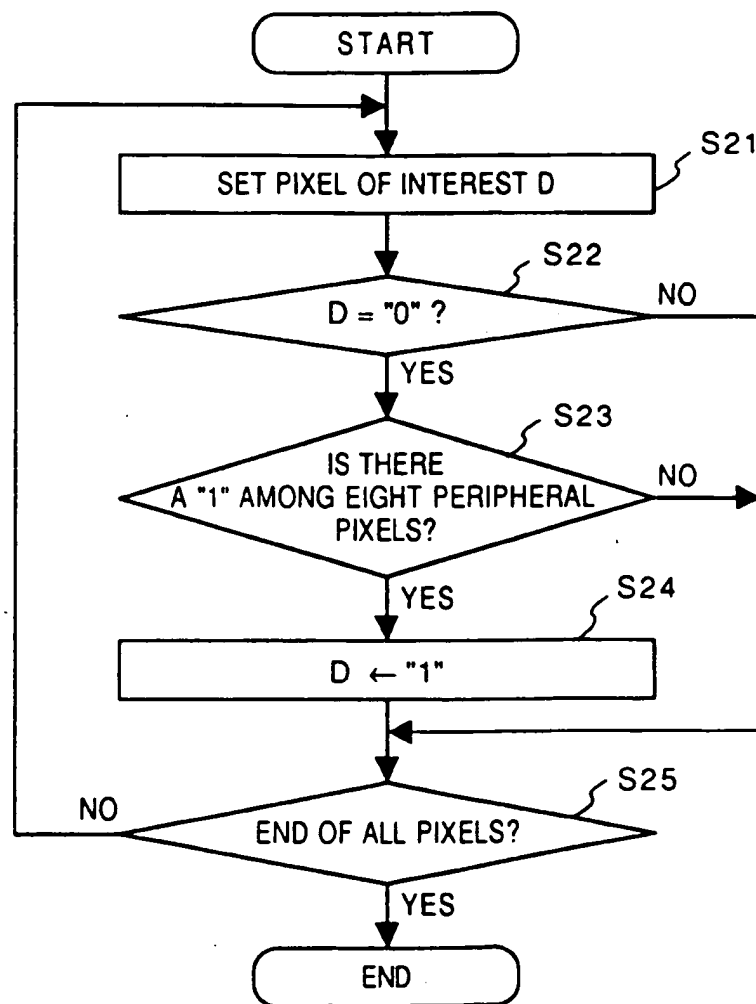 START
S21
SET PIXEL OF INTEREST D
S22
D = "0" ?
NO
YES
S23
IS THERE
A "1" AMONG EIGHT PERIPHERAL
PIXELS?
NO
YES
S24
D ← "1"
S25
NO
END OF ALL PIXELS?
YES
END